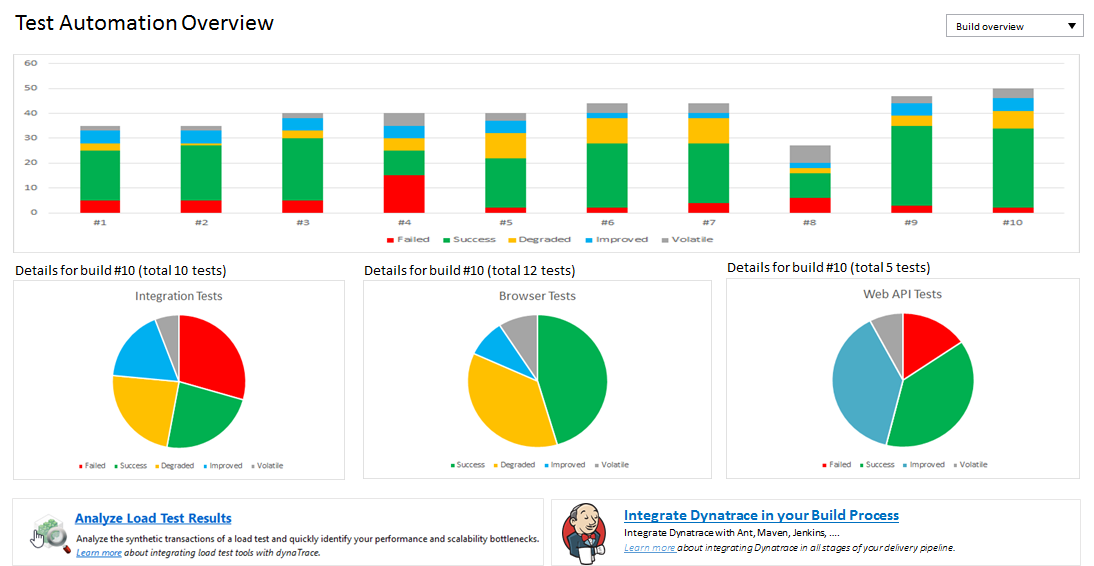 Test Automation Overview
Build overview
60
50
40
30
20
10
0
#1 #2 #3 #4 #5 #6 #7 #8 #9 #10
Failed Success Degraded Improved Volatile
Details for build #10 (total 10 tests)
Integration Tests
Failed Success Degraded Improved Volatile
Details for build #10 (total 12 tests)
Browser Tests
Success Degraded Improved Volatile
Details for build #10 (total 5 tests)
Web API Tests
Failed Success Improved Volatile
Analyze Load Test Results
Analyze the synthetic transactions of a load test and quickly identify your performance and scalability bottlenecks.
Learn more about integrating load test tools with dynaTrace.
Integrate Dynatrace in your Build Process
Integrate Dynatrace with Ant, Maven, Jenkins, ....
Learn more about integrating Dynatrace in all stages of your delivery pipeline.